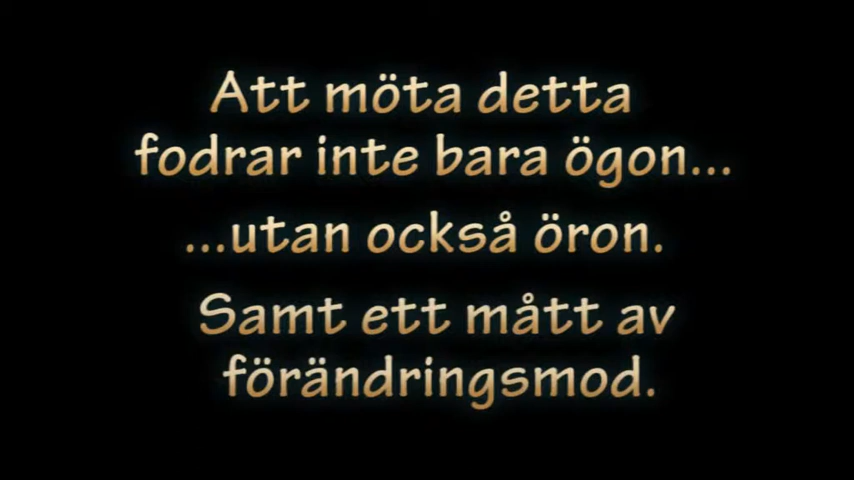 Att möta detta
fodrar inte bara ögon...
...utan också öron.
Samt ett mått av
förändringsmod.